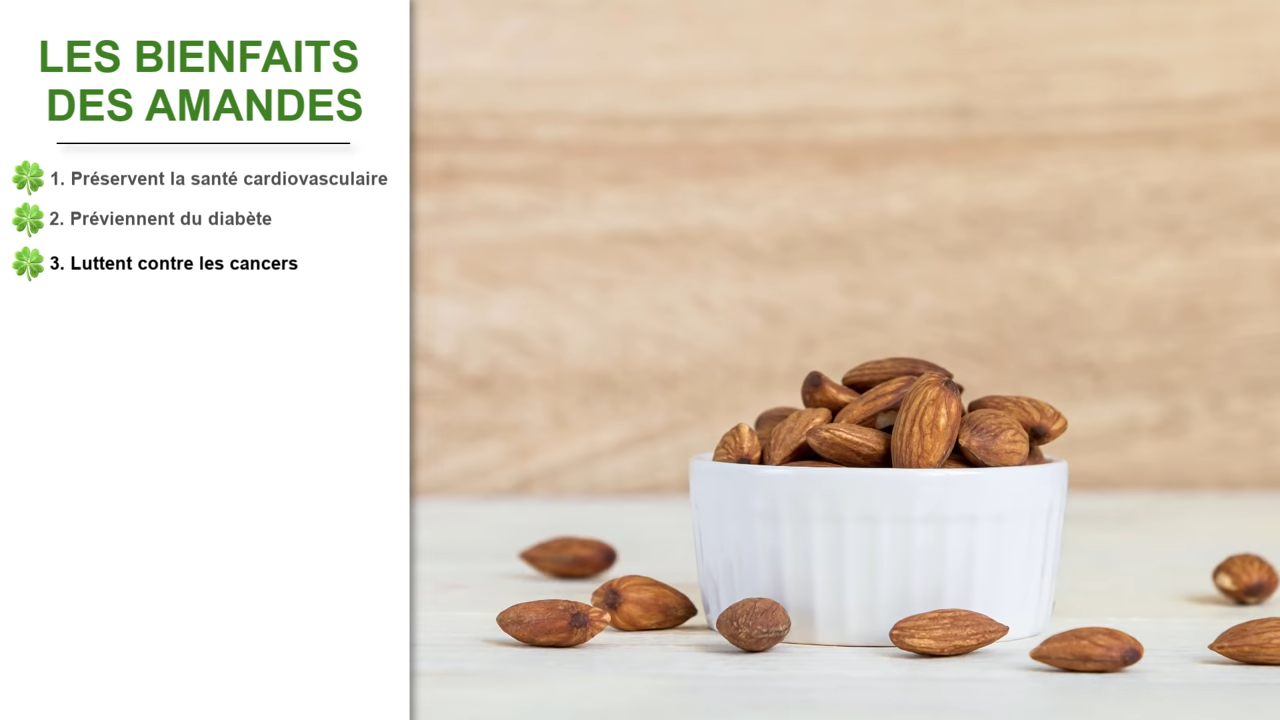 LES BIENFAITS
DES AMANDES
1. Préservent la santé cardiovasculaire
2. Préviennent du diabète
3. Luttent contre les cancers